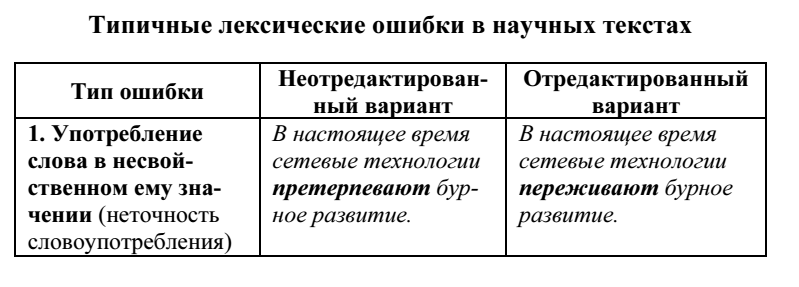 Типичные лексические ошибки в научных текстах
Тип ошибки
Неотредактирован-
ный вариант
Отредактированный
вариант
1. Употребление
слова в несвой-
ственном ему зна-
чении (неточность
словоупотребления)
В настоящее время
сетевые технологии
претерпевают бур-
ное развитие.
В настоящее время
сетевые технологии
переживают бурное
развитие.